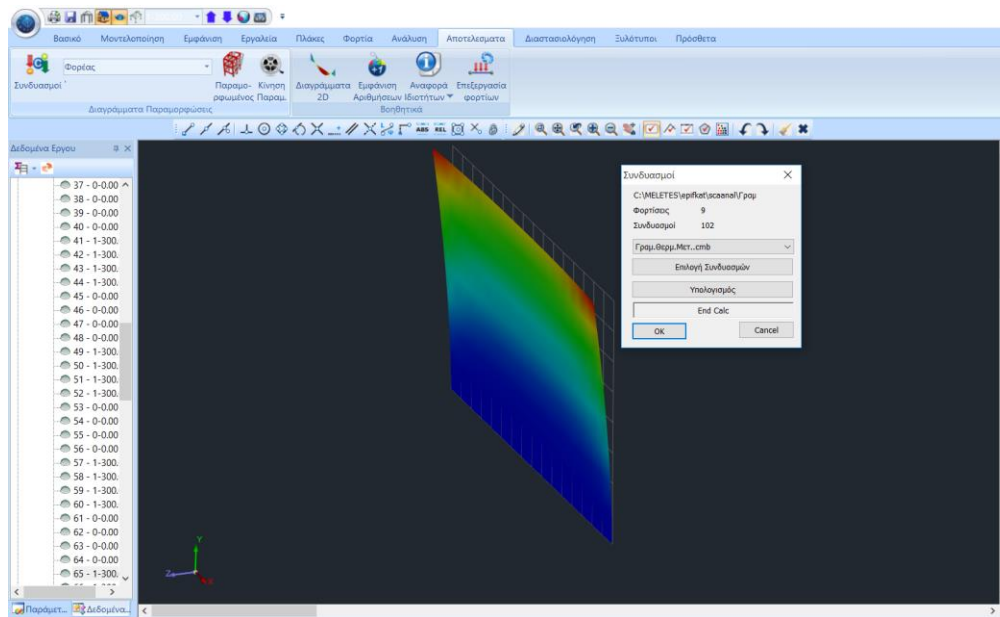 Βασικό Μοντελοποίηση Εμφάνιση Εργαλεία Πλάκες Φορτία Ανάλυση Αποτελεσματα Διαστασιολόγηση Ξυλότυποι Πρόσθετα
Φορέας
Συνδυασμοί
Παραμο- Κίνηση Διαγράμματα Εμφάνιση Αναφορά Επεξεργασία
ρφωμένος Παραμ. 2D Αριθμήσεων Ιδιοτήτων φορτίων
Διαγράμματα Παραμορφώσεις Βοηθητικά
ABS REL
Δεδομένα Εργου
37 - 0-0.00
38 - 0-0.00
39 - 0-0.00
40 - 0-0.00
41 - 1-300.
42 - 1-300.
43 - 1-300.
44 - 1-300.
45 - 0-0.00
46 - 0-0.00
47 - 0-0.00
48 - 0-0.00
49 - 1-300.
50 - 1-300.
51 - 1-300.
52 - 1-300.
53 - 0-0.00
54 - 0-0.00
55 - 0-0.00
56 - 0-0.00
57 - 1-300.
58 - 1-300.
59 - 1-300.
60 - 1-300.
61 - 0-0.00
62 - 0-0.00
63 - 0-0.00
64 - 0-0.00
65 - 1-300.
Παράμετ... Δεδομένα...
Y
Z
X
Συνδυασμοί
C:\MELETES\epifkat\scaanal\Γραμ
Φορτίσεις 9
Συνδυασμοί 102
Γραμ.Θερμ.Μετ..cmb
Επιλογή Συνδυασμών
Υπολογισμός
End Calc
OK Cancel